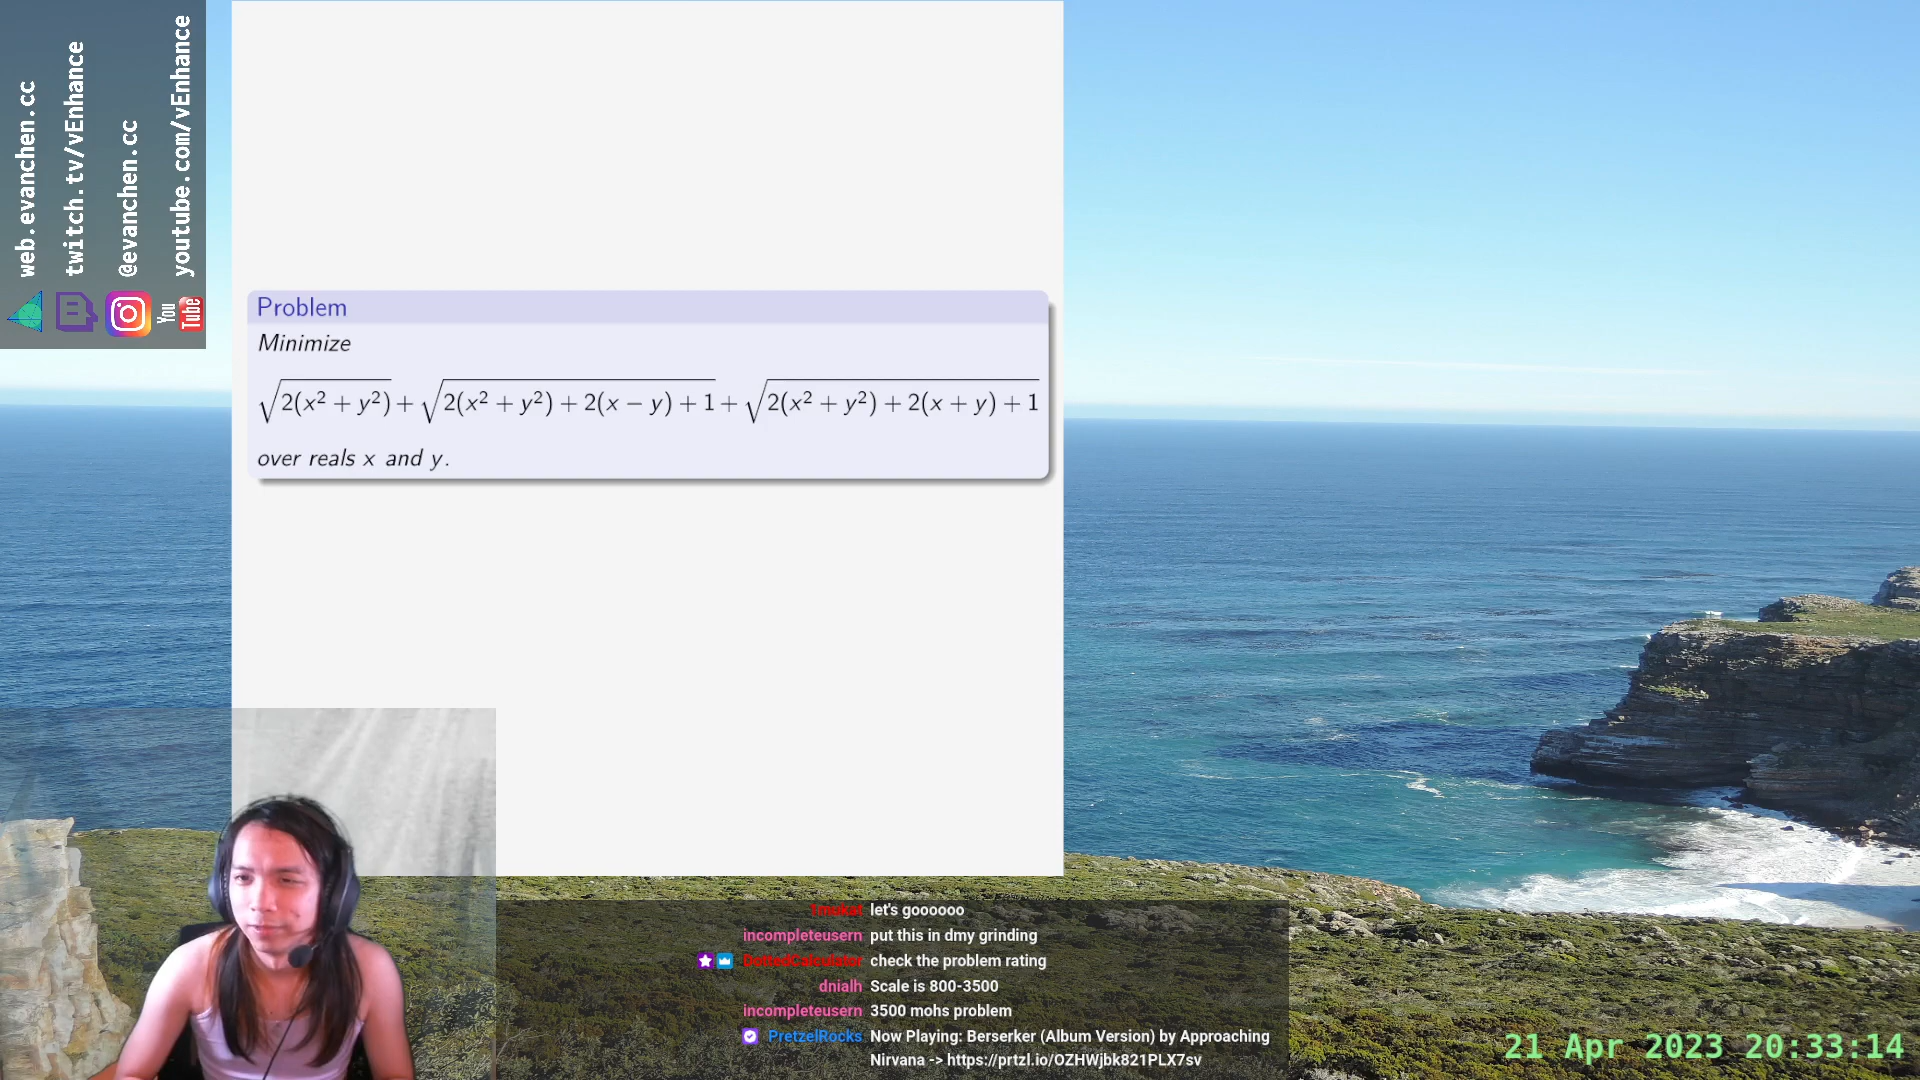 web.evanchen.cc
twitch.tv/vEnhance
@evanchen.cc
youtube.com/vEnhance
You
Tube
Problem
Minimize
√2(x² + y²) + √2(x² + y²) + 2(x − y) + 1 + √2(x² + y²) + 2(x + y) + 1
over reals x and y.
1mukat let's goooooo
incompleteusern put this in dmy grinding
DottedCalculator check the problem rating
dnialh Scale is 800-3500
incompleteusern 3500 mohs problem
PretzelRocks Now Playing: Berserker (Album Version) by Approaching
Nirvana -> https://prtzl.io/OZHWjbk821PLX7sv
21 Apr 2023 20:33:14